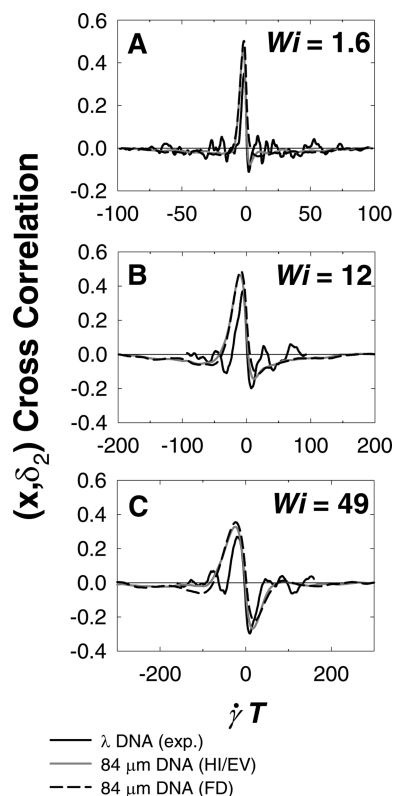 (x,δ₂) Cross Correlation
A
Wi = 1.6
0.6
0.4
0.2
0.0
-0.2
-100 -50 0 50 100
B
Wi = 12
0.6
0.4
0.2
0.0
-0.2
-0.4
-200 -100 0 100 200
C
Wi = 49
0.6
0.4
0.2
0.0
-0.2
-0.4
-200 0 200
γ̇ T
λ DNA (exp.)
84 μm DNA (HI/EV)
84 μm DNA (FD)